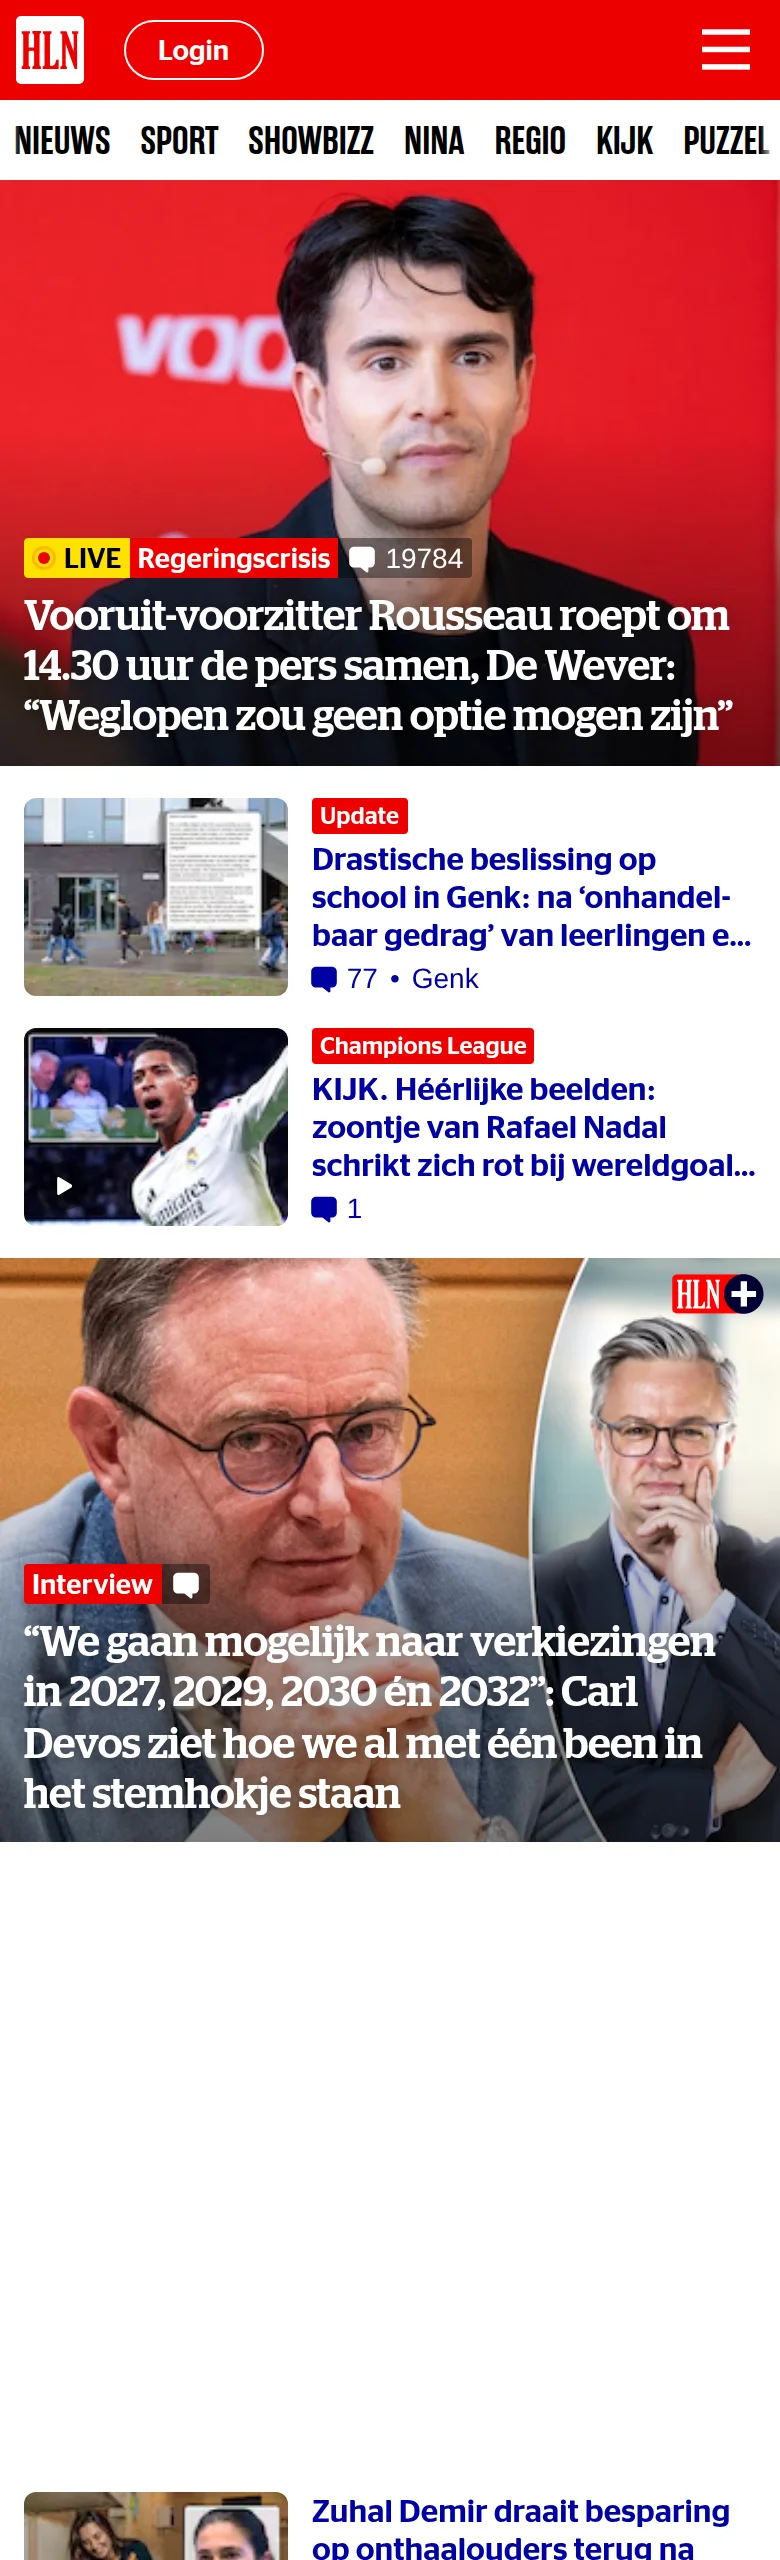 HLN
Login
NIEUWS SPORT SHOWBIZZ NINA REGIO KIJK PUZZEL
VOO
LIVE Regeringscrisis 19784
Vooruit-voorzitter Rousseau roept om
14.30 uur de pers samen, De Wever:
“Weglopen zou geen optie mogen zijn”
Update
Drastische beslissing op
school in Genk: na ‘onhandel-
baar gedrag’ van leerlingen e...
77 • Genk
Champions League
KIJK. Héérlijke beelden:
zoontje van Rafael Nadal
schrikt zich rot bij wereldgoal...
1
Emirates
HLN+
Interview
“We gaan mogelijk naar verkiezingen
in 2027, 2029, 2030 én 2032”: Carl
Devos ziet hoe we al met één been in
het stemhokje staan
Zuhal Demir draait besparing
op onthaalouders terug na